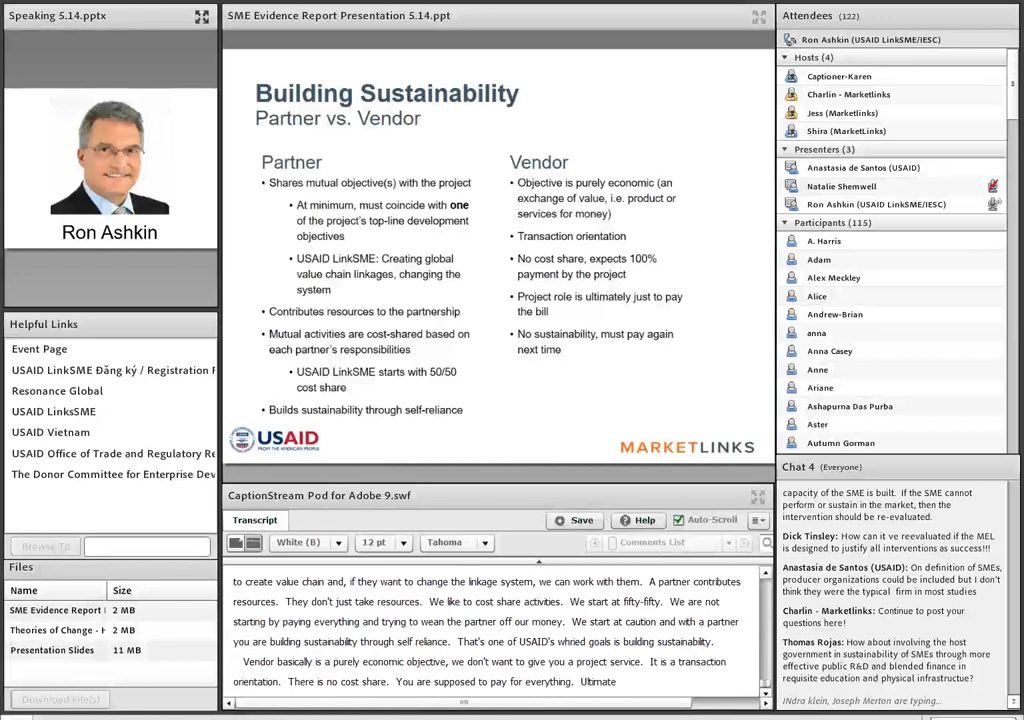 Speaking 5.14.pptx
Ron Ashkin
Helpful Links
Event Page
USAID LinkSME Đăng ký / Registration F
Resonance Global
USAID LinksSME
USAID Vietnam
USAID Office of Trade and Regulatory Re
The Donor Committee for Enterprise Dev
Browse To
Files
Name Size
SME Evidence Report 2 MB
Theories of Change - H 2 MB
Presentation Slides 11 MB
Download File(s)
SME Evidence Report Presentation 5.14.ppt
Building Sustainability
Partner vs. Vendor
Partner
• Shares mutual objective(s) with the project
• At minimum, must coincide with one
of the project's top-line development
objectives
• USAID LinkSME: Creating global
value chain linkages, changing the
system
• Contributes resources to the partnership
• Mutual activities are cost-shared based on
each partner's responsibilities
• USAID LinkSME starts with 50/50
cost share
• Builds sustainability through self-reliance
Vendor
• Objective is purely economic (an
exchange of value, i.e. product or
services for money)
• Transaction orientation
• No cost share, expects 100%
payment by the project
• Project role is ultimately just to pay
the bill
• No sustainability, must pay again
next time
USAID
FROM THE AMERICAN PEOPLE
MARKETLINKS
CaptionStream Pod for Adobe 9.swf
Transcript
Save Help Auto-Scroll
White (B) 12 pt Tahoma Comments List
to create value chain and, if they want to change the linkage system, we can work with them. A partner contributes
resources. They don't just take resources. We like to cost share activities. We start at fifty-fifty. We are not
starting by paying everything and trying to wean the partner off our money. We start at caution and with a partner
you are building sustainability through self reliance. That's one of USAID's whried goals is building sustainability.
Vendor basically is a purely economic objective, we don't want to give you a project service. It is a transaction
orientation. There is no cost share. You are supposed to pay for everything. Ultimate
Attendees (122)
Ron Ashkin (USAID LinkSME/IESC)
Hosts (4)
Captioner-Karen
Charlin - Marketlinks
Jess (Marketlinks)
Shira (MarketLinks)
Presenters (3)
Anastasia de Santos (USAID)
Natalie Shemwell
Ron Ashkin (USAID LinkSME/IESC)
Participants (115)
A. Harris
Adam
Alex Meckley
Alice
Andrew-Brian
anna
Anna Casey
Anne
Ariane
Ashapurna Das Purba
Aster
Autumn Gorman
Chat 4 (Everyone)
capacity of the SME is built. If the SME cannot
perform or sustain in the market, then the
intervention should be re-evaluated.
Dick Tinsley: How can it ve reevaluated if the MEL
is designed to justify all interventions as success!!!
Anastasia de Santos (USAID): On definition of SMEs,
producer organizations could be included but I don't
think they were the typical firm in most studies
Charlin - Marketlinks: Continue to post your
questions here!
Thomas Rojas: How about involving the host
government in sustainability of SMEs through more
effective public R&D and blended finance in
requisite education and physical infrastructue?
INdra klein, Joseph Merton are typing...